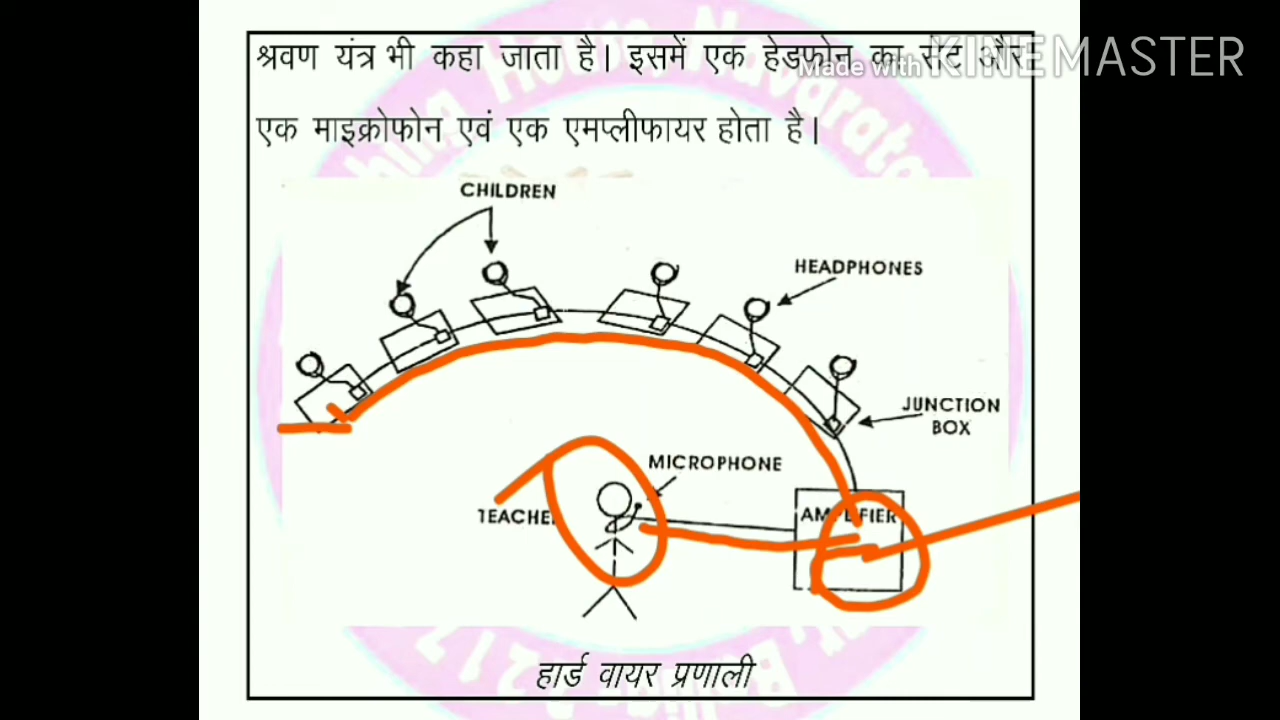 श्रवण यंत्र भी कहा जाता है। इसमें एक हेडफोन का सेट और
Made with KINEMASTER
एक माइक्रोफोन एवं एक एमप्लीफायर होता है।
CHILDREN
HEADPHONES
JUNCTION
BOX
MICROPHONE
TEACHER
AMPLIFIER
हार्ड वायर प्रणाली